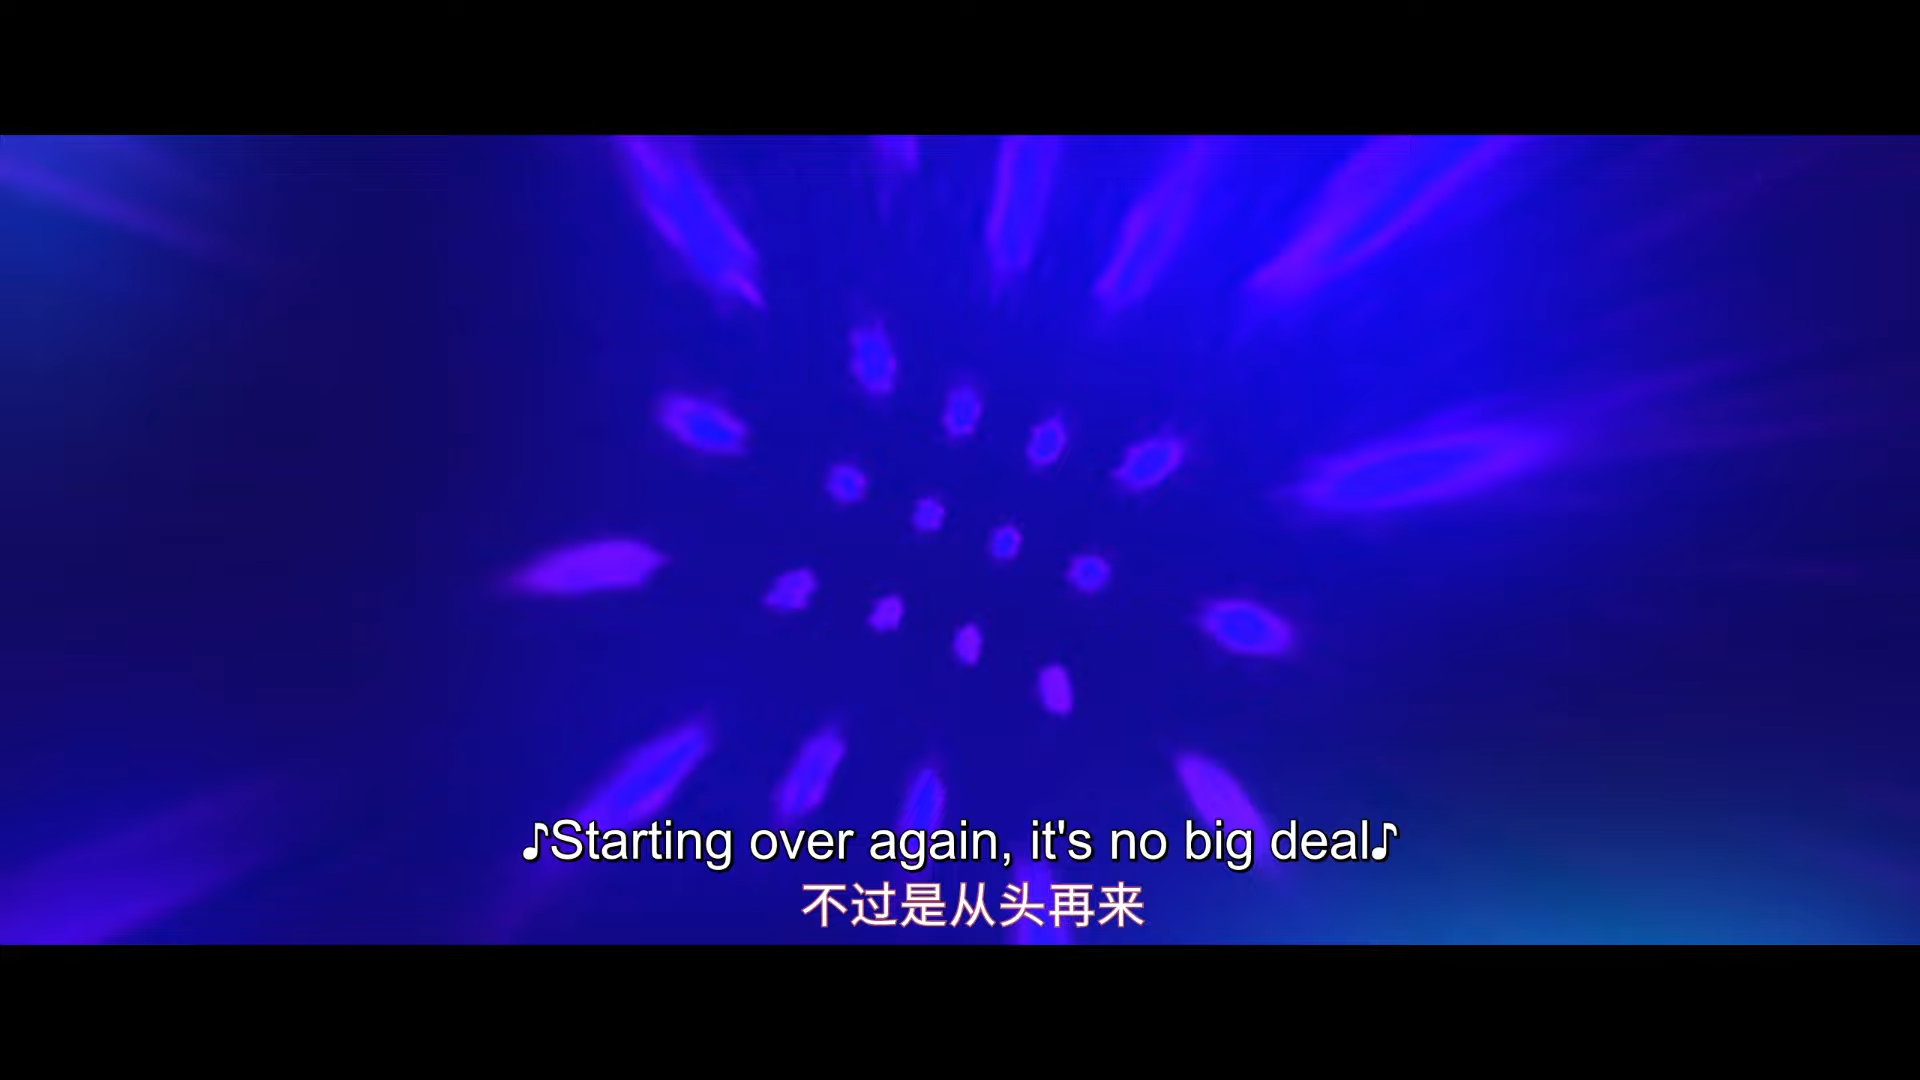 ♪Starting over again, it's no big deal♪
不过是从头再来